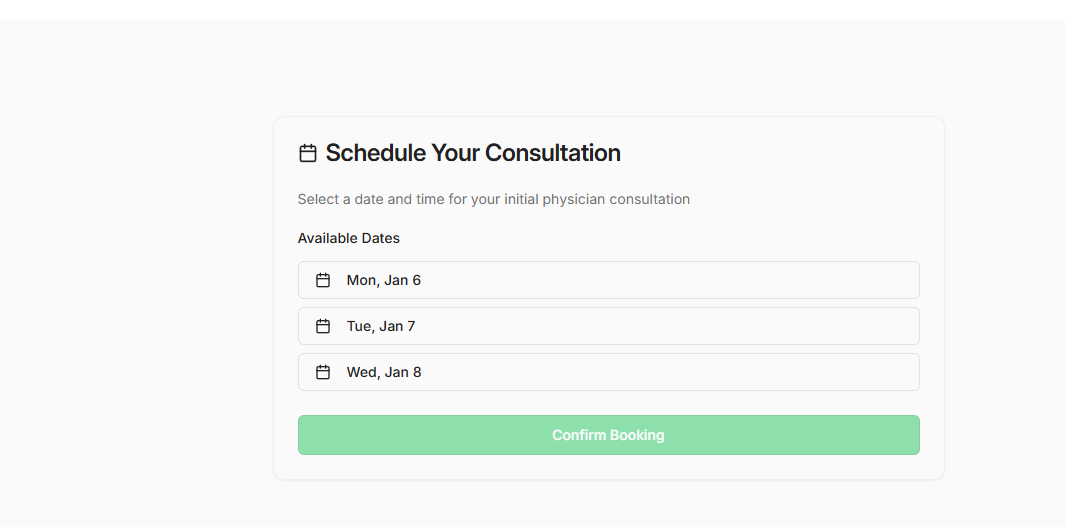 Schedule Your Consultation
Select a date and time for your initial physician consultation
Available Dates
Mon, Jan 6
Tue, Jan 7
Wed, Jan 8
Confirm Booking